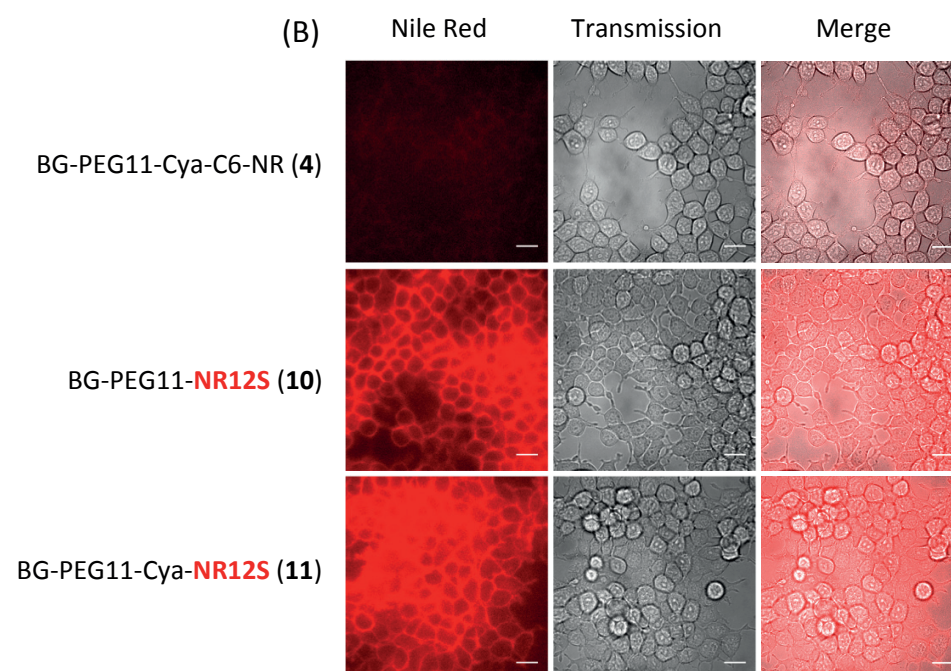 (B) Nile Red Transmission Merge
BG-PEG11-Cya-C6-NR (4)
BG-PEG11-NR12S (10)
BG-PEG11-Cya-NR12S (11)